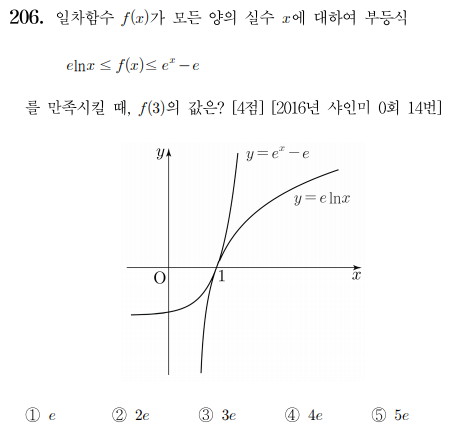 206. 일차함수 f(x)가 모든 양의 실수 x에 대하여 부등식
elnx ≤ f(x) ≤ eˣ − e
를 만족시킬 때, f(3)의 값은? [4점] [2016년 샤인미 0회 14번]
y
y = eˣ − e
y = e lnx
O
1
x
① e ② 2e ③ 3e ④ 4e ⑤ 5e